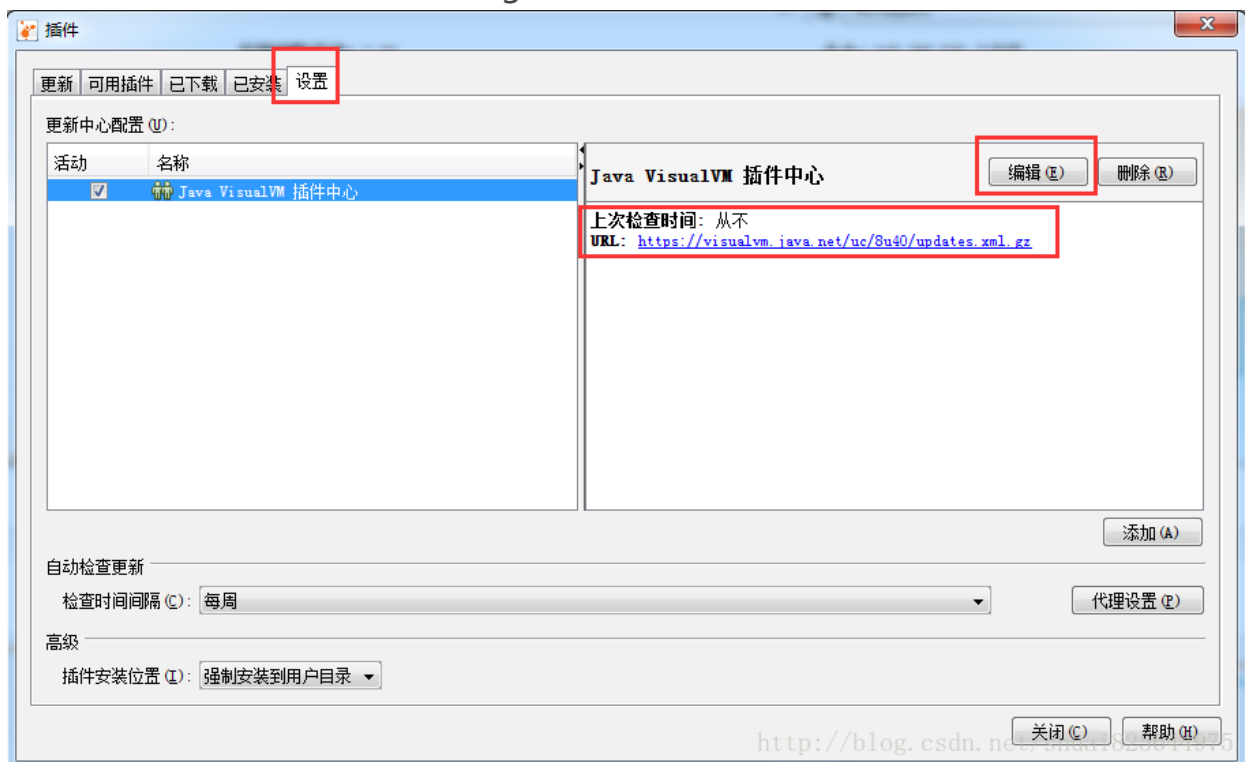 插件
更新 可用插件 已下载 已安装 设置
更新中心配置(U):
活动 名称
Java VisualVM 插件中心
Java VisualVM 插件中心 编辑(E) 删除(R)
上次检查时间: 从不
URL: https://visualvm.java.net/uc/8u40/updates.xml.gz
添加(A)
自动检查更新
检查时间间隔(C): 每周 代理设置(P)
高级
插件安装位置(I): 强制安装到用户目录
关闭(C) 帮助(H)
http://blog.csdn.net/